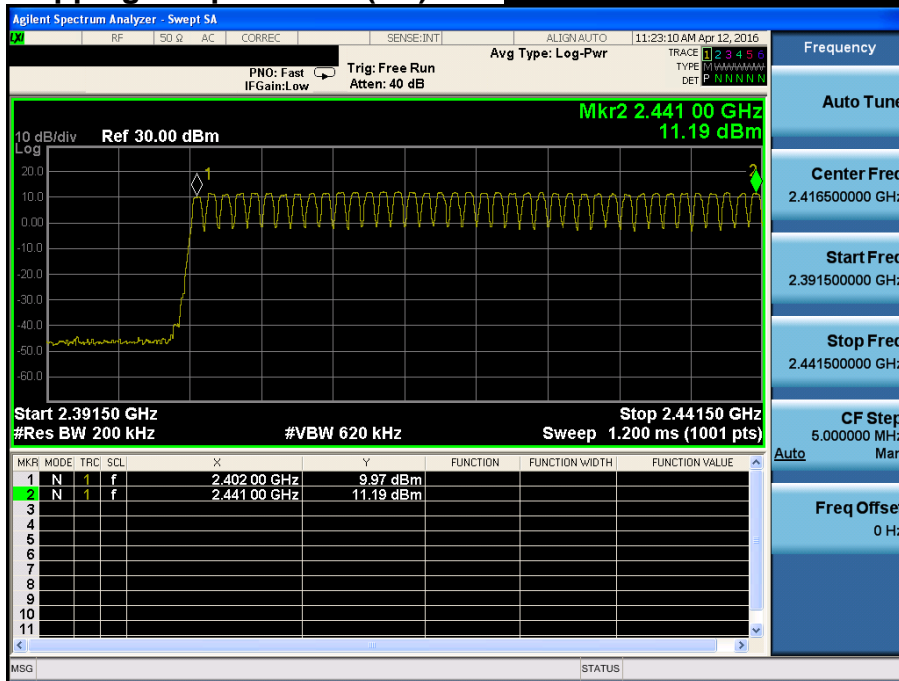 Agilent Spectrum Analyzer - Swept SA
LXI RF 50 Ω AC CORREC SENSE:INT ALIGN AUTO 11:23:10 AM Apr 12, 2016
Avg Type: Log-Pwr
TRACE 1 2 3 4 5 6
TYPE M W W W W W
DET P N N N N N
PNO: Fast
IFGain:Low
Trig: Free Run
Atten: 40 dB
Mkr2 2.441 00 GHz
11.19 dBm
10 dB/div
Log
Ref 30.00 dBm
1
2
20.0
10.0
0.00
-10.0
-20.0
-30.0
-40.0
-50.0
-60.0
Start 2.39150 GHz
Stop 2.44150 GHz
#Res BW 200 kHz
#VBW 620 kHz
Sweep 1.200 ms (1001 pts)
MKR MODE TRC SCL X Y FUNCTION FUNCTION WIDTH FUNCTION VALUE
1 N 1 f 2.402 00 GHz 9.97 dBm
2 N 1 f 2.441 00 GHz 11.19 dBm
3
4
5
6
7
8
9
10
11
MSG
STATUS
Frequency
Auto Tune
Center Freq
2.416500000 GHz
Start Freq
2.391500000 GHz
Stop Freq
2.441500000 GHz
CF Step
5.000000 MHz
Auto Man
Freq Offset
0 Hz